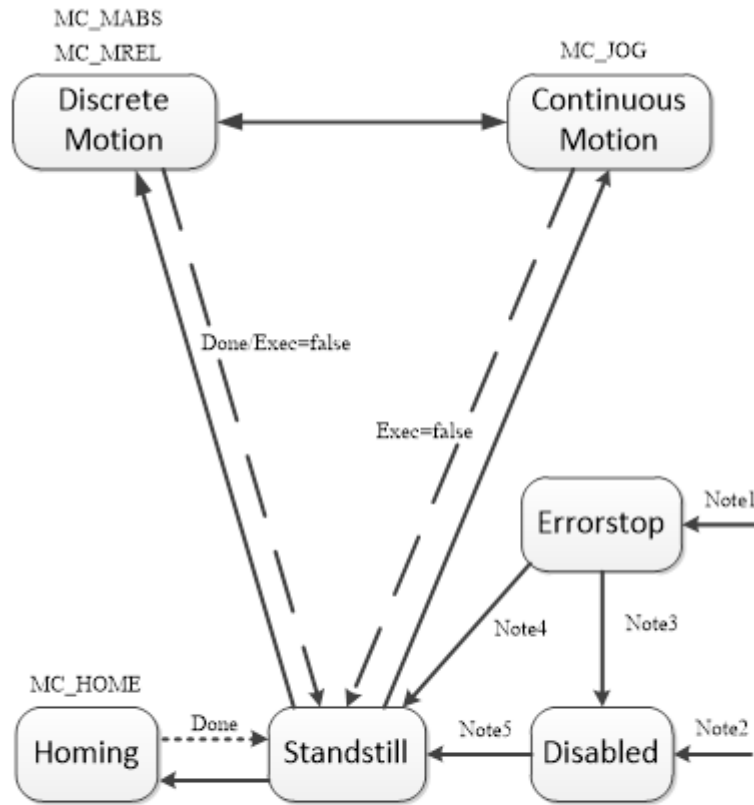 MC_MABS
MC_MREL
MC_JOG
Discrete
Motion
Continuous
Motion
Done/Exec=false
Exec=false
Errorstop
Note1
Note4
Note3
MC_HOME
Homing
Done
Standstill
Note5
Disabled
Note2